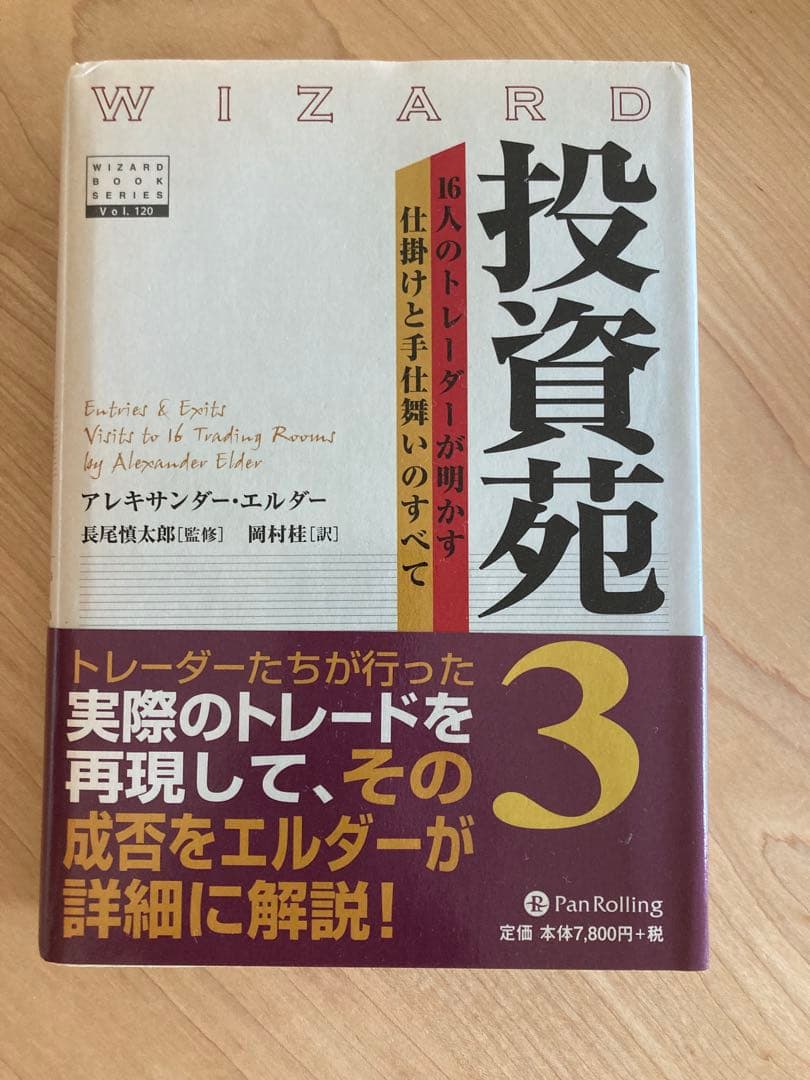 WIZARD
WIZARD
BOOK
SERIES
Vol. 120
投資苑
16人のトレーダーが明かす
仕掛けと手仕舞いのすべて
Entries & Exits
Visits to 16 Trading Rooms
by Alexander Elder
アレキサンダー・エルダー
長尾慎太郎[監修] 岡村桂[訳]
3
トレーダーたちが行った
実際のトレードを
再現して、その
成否をエルダーが
詳細に解説!
PanRolling
定価 本体7,800円+税